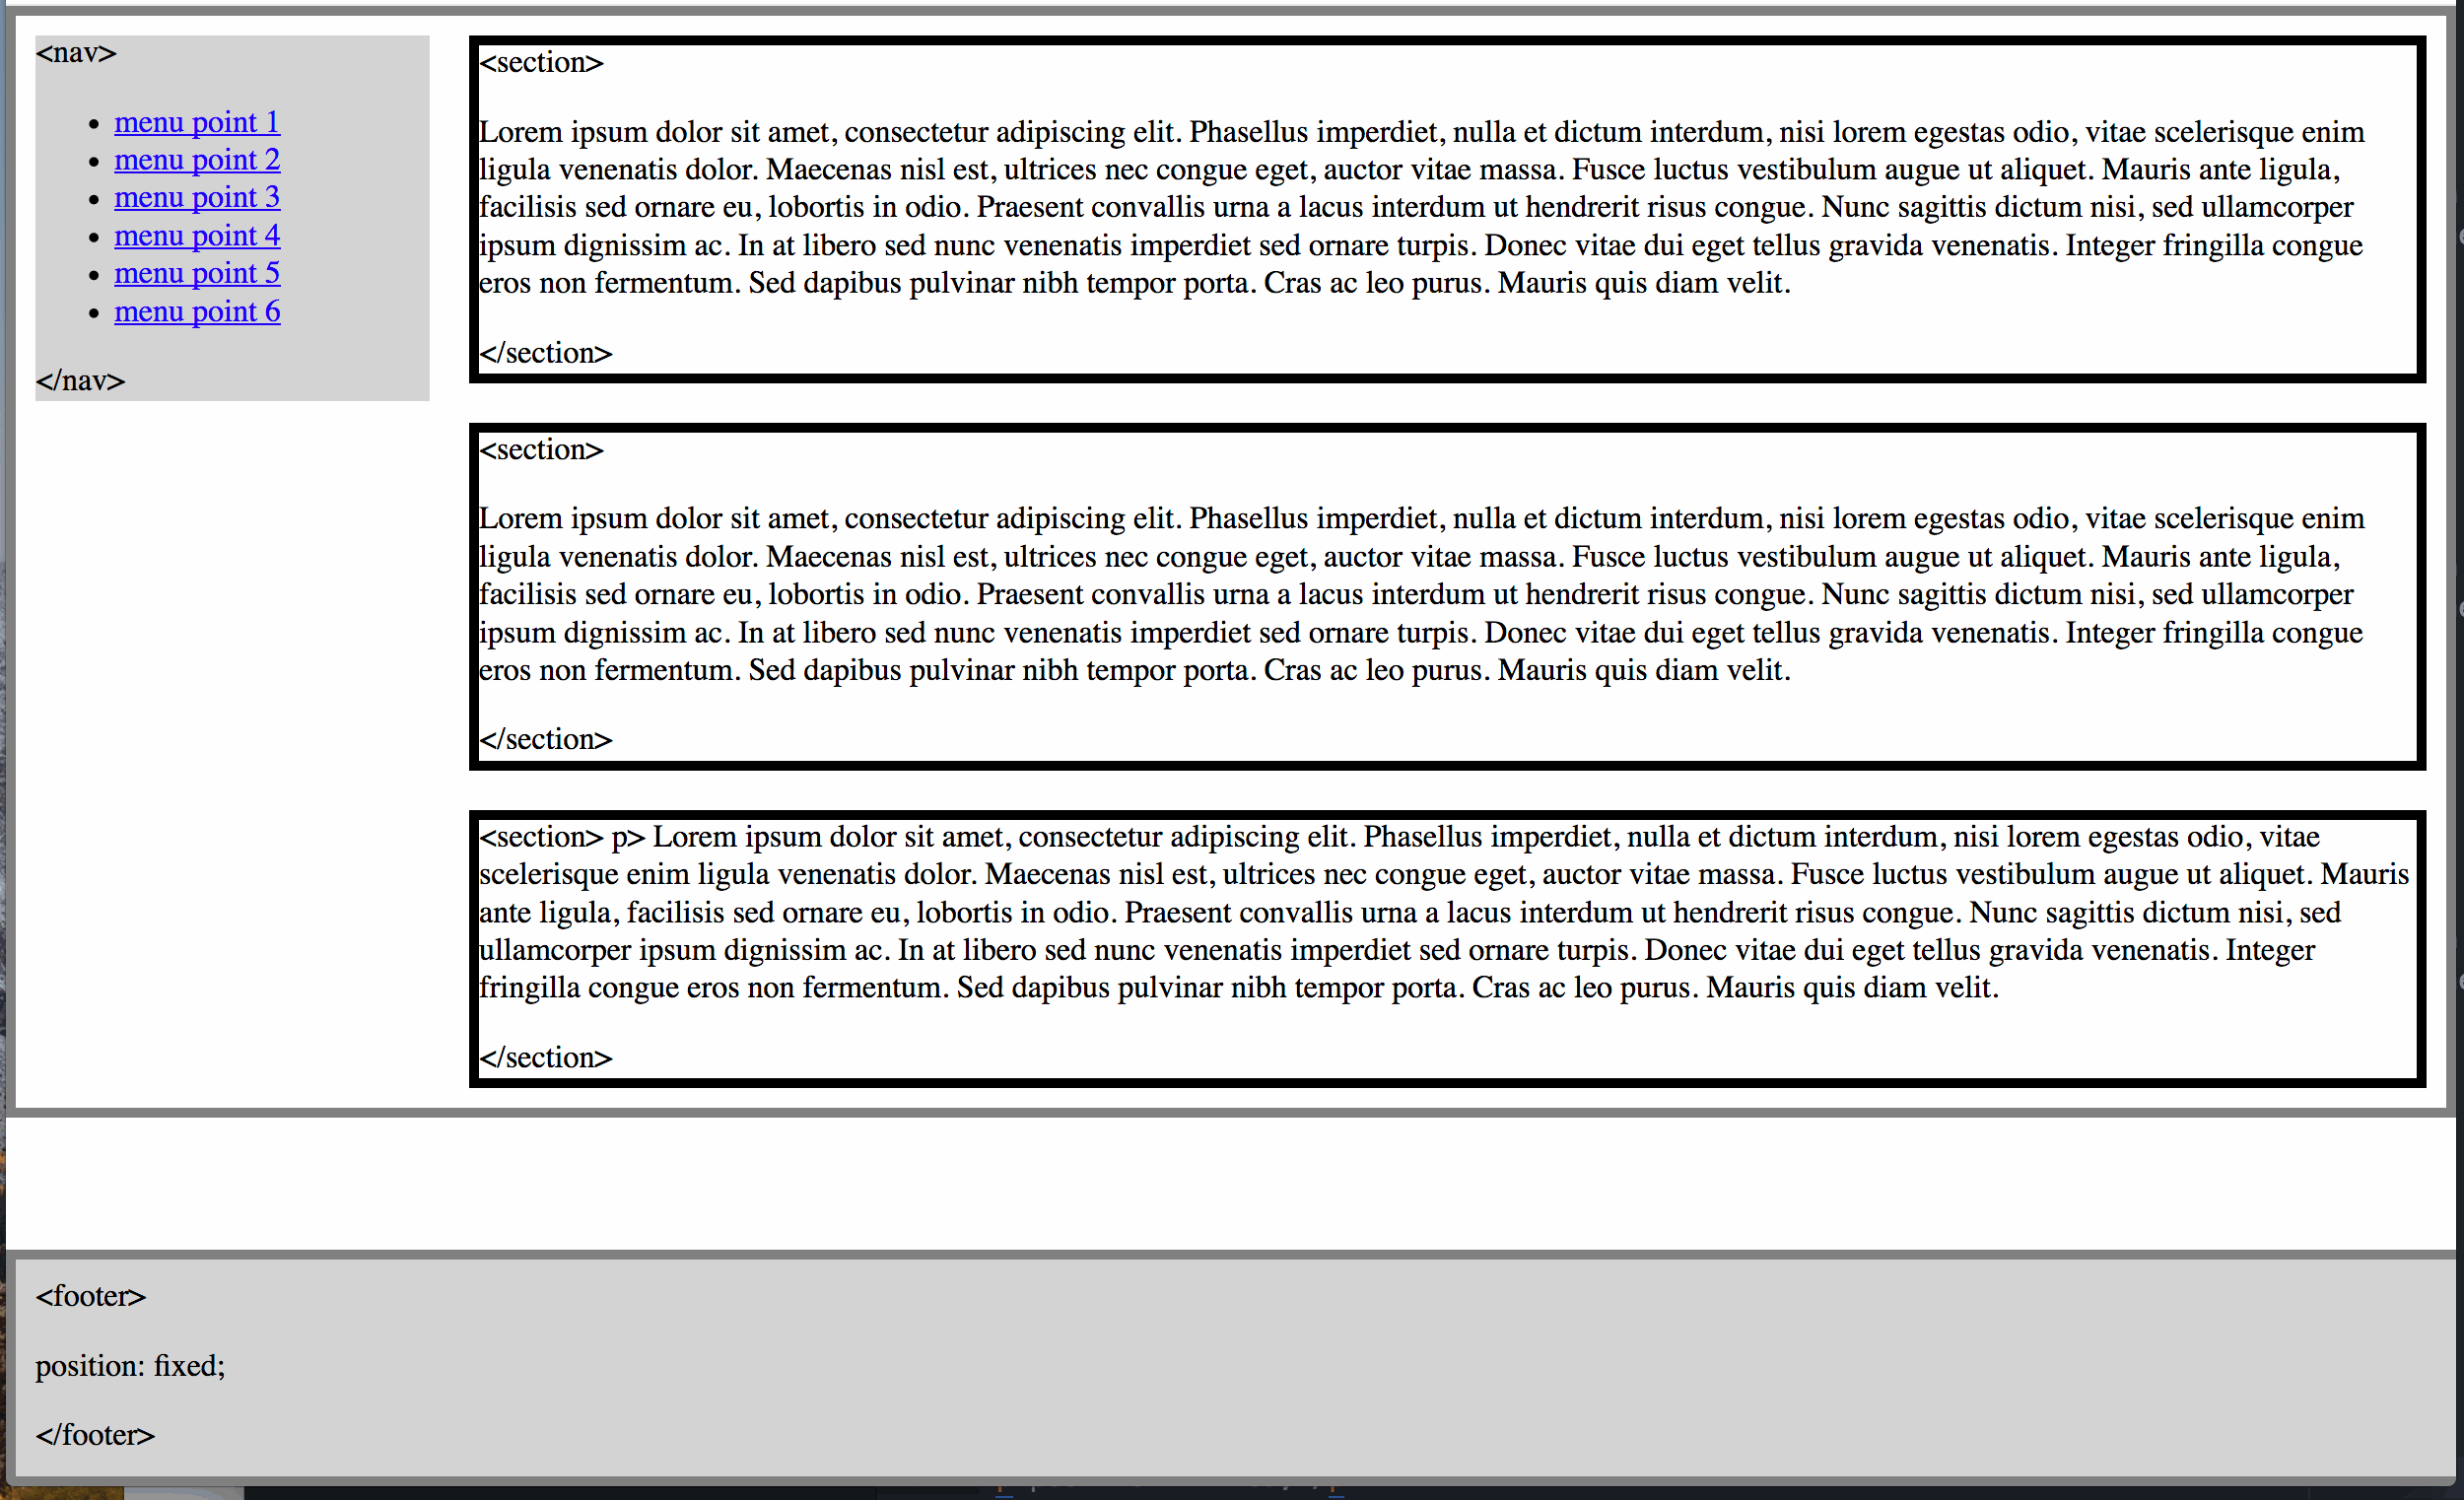 <nav>
menu point 1
menu point 2
menu point 3
menu point 4
menu point 5
menu point 6
</nav>
<section>
Lorem ipsum dolor sit amet, consectetur adipiscing elit. Phasellus imperdiet, nulla et dictum interdum, nisi lorem egestas odio, vitae scelerisque enim
ligula venenatis dolor. Maecenas nisl est, ultrices nec congue eget, auctor vitae massa. Fusce luctus vestibulum augue ut aliquet. Mauris ante ligula,
facilisis sed ornare eu, lobortis in odio. Praesent convallis urna a lacus interdum ut hendrerit risus congue. Nunc sagittis dictum nisi, sed ullamcorper
ipsum dignissim ac. In at libero sed nunc venenatis imperdiet sed ornare turpis. Donec vitae dui eget tellus gravida venenatis. Integer fringilla congue
eros non fermentum. Sed dapibus pulvinar nibh tempor porta. Cras ac leo purus. Mauris quis diam velit.
</section>
<section>
Lorem ipsum dolor sit amet, consectetur adipiscing elit. Phasellus imperdiet, nulla et dictum interdum, nisi lorem egestas odio, vitae scelerisque enim
ligula venenatis dolor. Maecenas nisl est, ultrices nec congue eget, auctor vitae massa. Fusce luctus vestibulum augue ut aliquet. Mauris ante ligula,
facilisis sed ornare eu, lobortis in odio. Praesent convallis urna a lacus interdum ut hendrerit risus congue. Nunc sagittis dictum nisi, sed ullamcorper
ipsum dignissim ac. In at libero sed nunc venenatis imperdiet sed ornare turpis. Donec vitae dui eget tellus gravida venenatis. Integer fringilla congue
eros non fermentum. Sed dapibus pulvinar nibh tempor porta. Cras ac leo purus. Mauris quis diam velit.
</section>
<section> p> Lorem ipsum dolor sit amet, consectetur adipiscing elit. Phasellus imperdiet, nulla et dictum interdum, nisi lorem egestas odio, vitae
scelerisque enim ligula venenatis dolor. Maecenas nisl est, ultrices nec congue eget, auctor vitae massa. Fusce luctus vestibulum augue ut aliquet. Mauris
ante ligula, facilisis sed ornare eu, lobortis in odio. Praesent convallis urna a lacus interdum ut hendrerit risus congue. Nunc sagittis dictum nisi, sed
ullamcorper ipsum dignissim ac. In at libero sed nunc venenatis imperdiet sed ornare turpis. Donec vitae dui eget tellus gravida venenatis. Integer
fringilla congue eros non fermentum. Sed dapibus pulvinar nibh tempor porta. Cras ac leo purus. Mauris quis diam velit.
</section>
<footer>
position: fixed;
</footer>